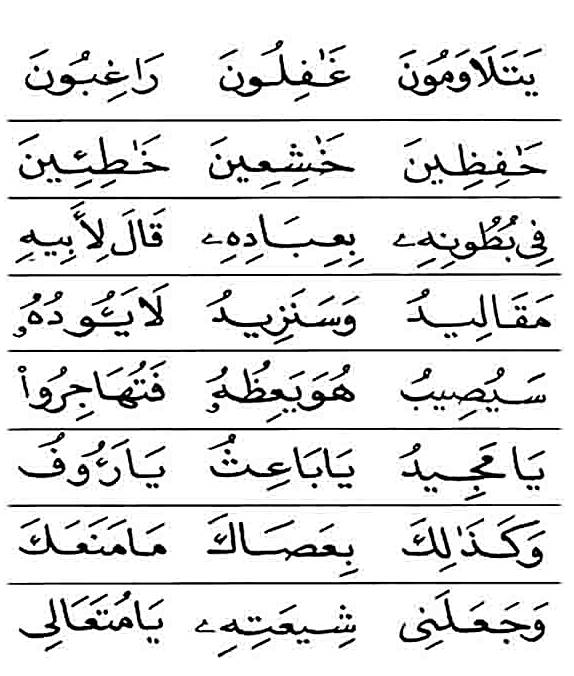 يَتَلَاوَمُونَ غَٰفِلُونَ رَاغِبُونَ
حَٰفِظِينَ خَٰشِعِينَ خَٰطِـِٔينَ
فِى بُطُونِهِۦ بِعِبَادِهِۦ قَالَ لِأَبِيهِ
مَقَالِيدُ وَسَنَزِيدُ لَا يَـُٔودُهُۥ
سَيُصِيبُ هُوَ يَعِظُهُۥ فَتُهَاجِرُوا۟
يَا مَجِيدُ يَا بَاعِثُ يَا رَؤُوفُ
وَكَذَٰلِكَ بِعَصَاكَ مَا مَنَعَكَ
وَجَعَلَنِى شِيعَتِهِۦ يَا مُتَعَالِى